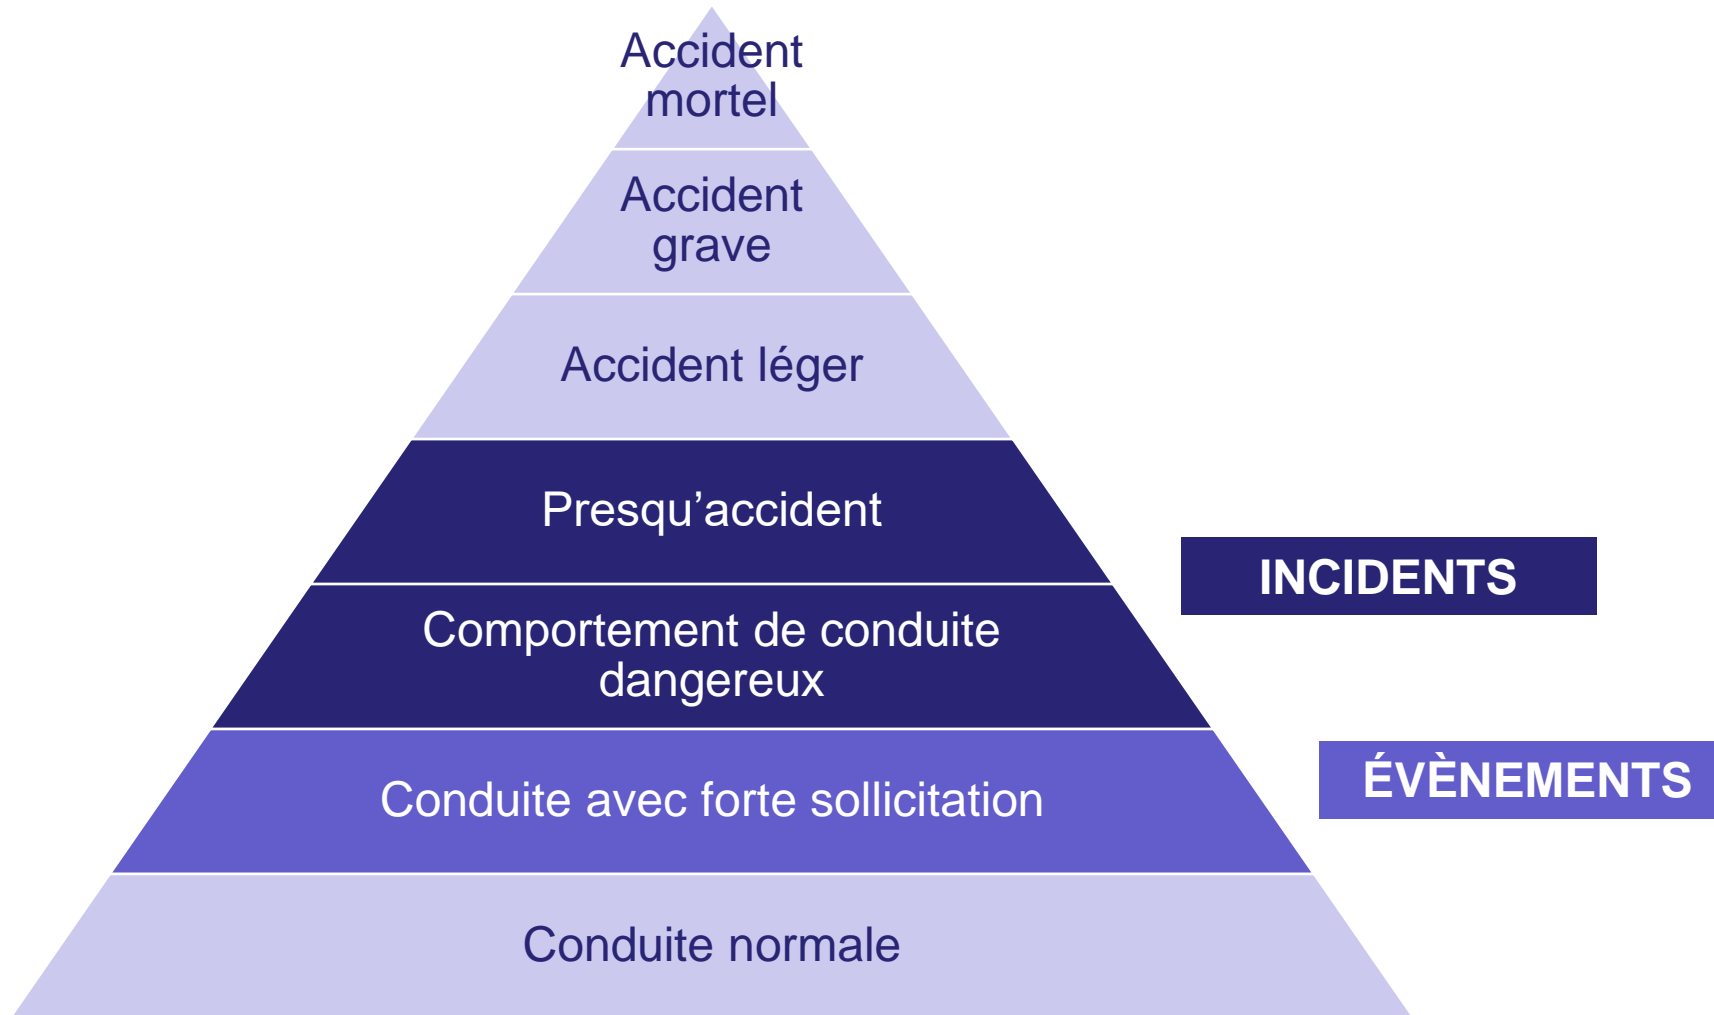 Accident
mortel
Accident
grave
Accident léger
Presqu’accident
INCIDENTS
Comportement de conduite
dangereux
ÉVÈNEMENTS
Conduite avec forte sollicitation
Conduite normale